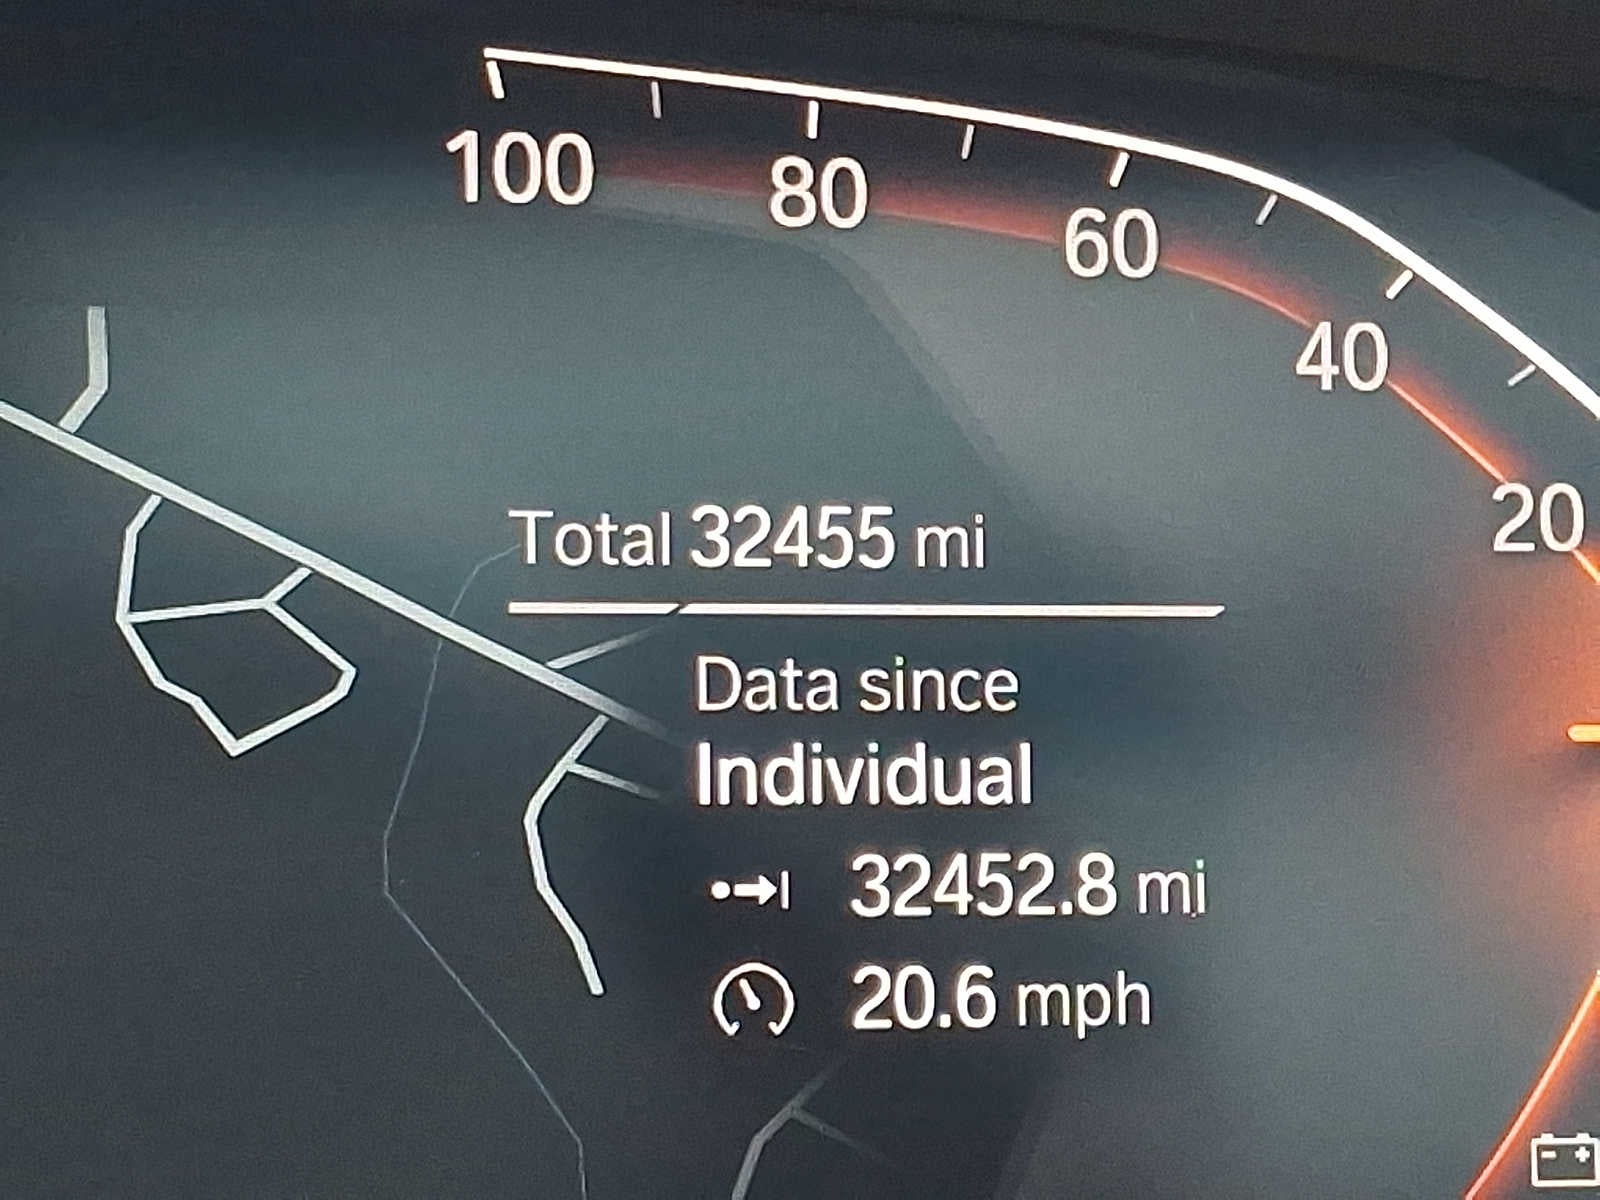 100
80
60
40
20
Total 32455 mi
Data since
Individual
32452.8 mi
20.6 mph